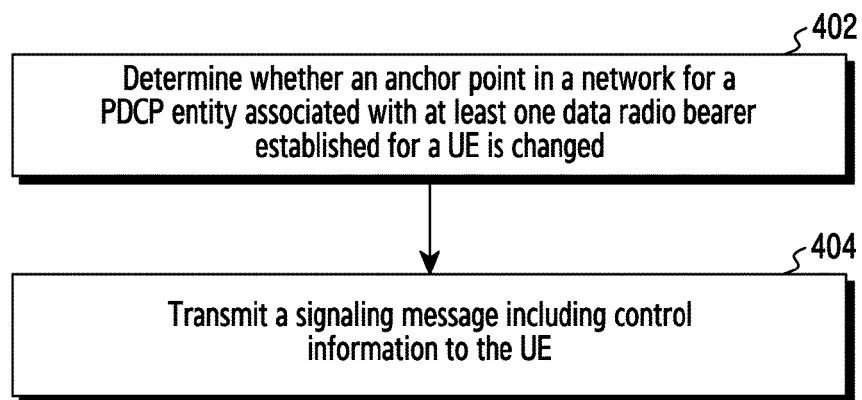 402
Determine whether an anchor point in a network for a
PDCP entity associated with at least one data radio bearer
established for a UE is changed
404
Transmit a signaling message including control
information to the UE